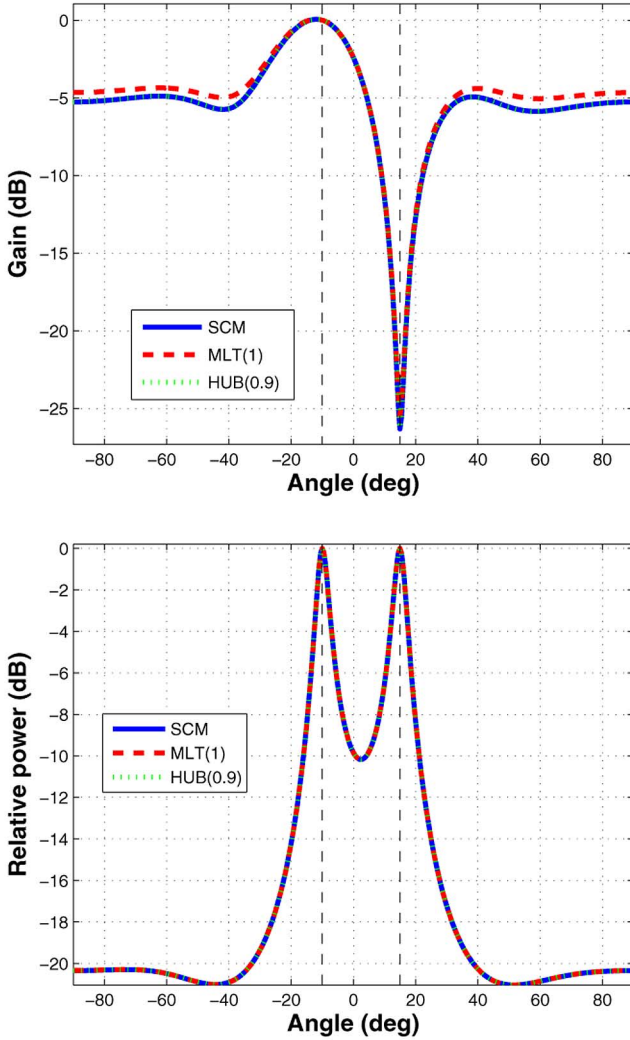 0
−5
−10
−15
−20
−25
Gain (dB)
SCM
MLT(1)
HUB(0.9)
−80 −60 −40 −20 0 20 40 60 80
Angle (deg)
0
−2
−4
−6
−8
−10
−12
−14
−16
−18
−20
Relative power (dB)
SCM
MLT(1)
HUB(0.9)
−80 −60 −40 −20 0 20 40 60 80
Angle (deg)